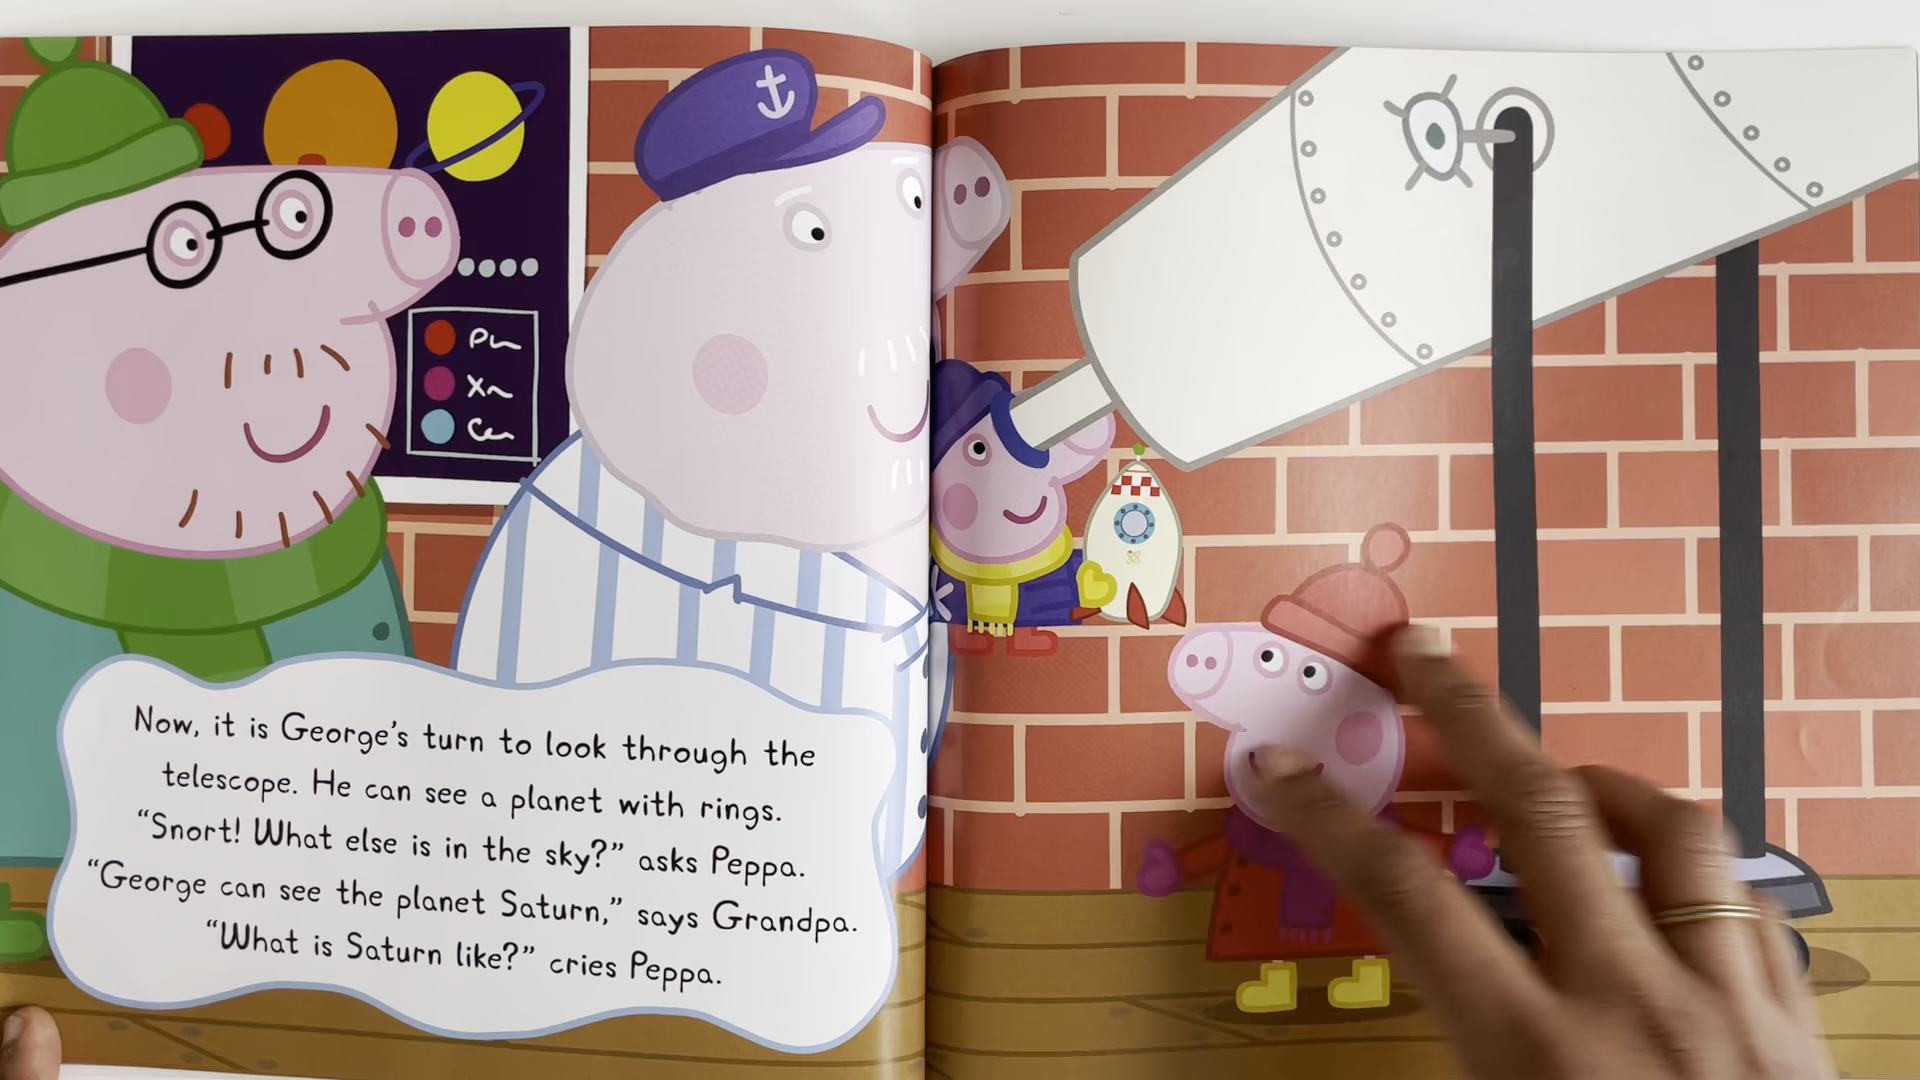 Now, it is George's turn to look through the
telescope. He can see a planet with rings.
"Snort! What else is in the sky?" asks Peppa.
"George can see the planet Saturn," says Grandpa.
"What is Saturn like?" cries Peppa.